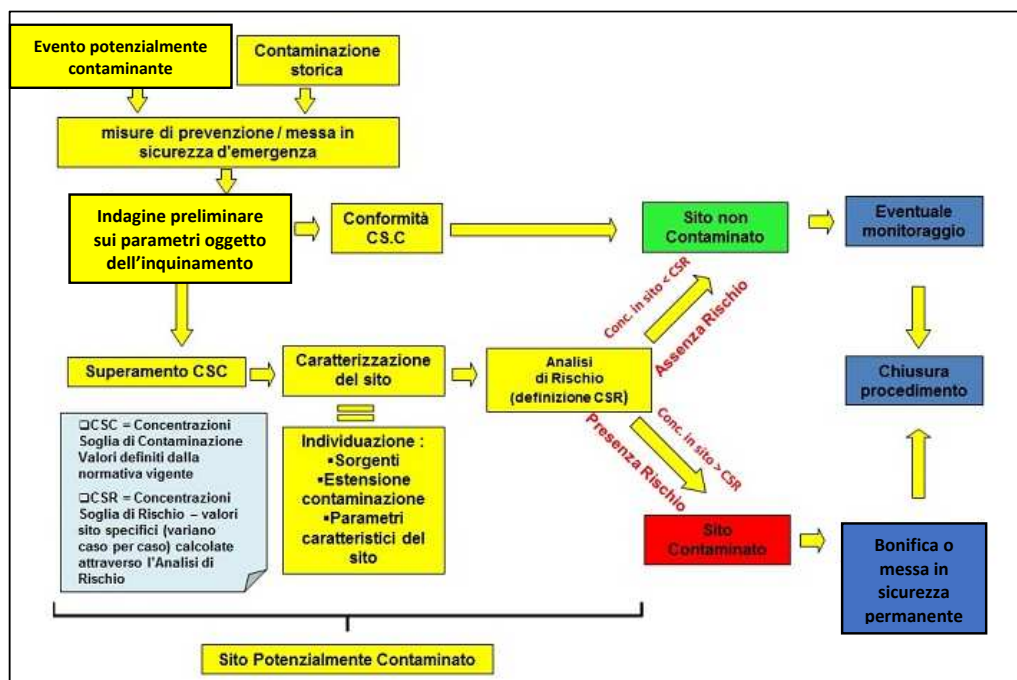 Evento potenzialmente
contaminante
Contaminazione
storica
misure di prevenzione / messa in
sicurezza d'emergenza
Indagine preliminare
sui parametri oggetto
dell’inquinamento
Conformità
CS.C
Sito non
Contaminato
Eventuale
monitoraggio
Conc. in sito < CSR
Assenza Rischio
Superamento CSC
Caratterizzazione
del sito
Analisi
di Rischio
(definizione CSR)
Chiusura
procedimento
Conc. in sito > CSR
Presenza Rischio
❑CSC = Concentrazioni
Soglia di Contaminazione
Valori definiti dalla
normativa vigente
❑CSR = Concentrazioni
Soglia di Rischio – valori
sito specifici (variano
caso per caso) calcolate
attraverso l'Analisi di
Rischio
Individuazione :
▪Sorgenti
▪Estensione
contaminazione
▪Parametri
caratteristici del
sito
Sito
Contaminato
Bonifica o
messa in
sicurezza
permanente
Sito Potenzialmente Contaminato